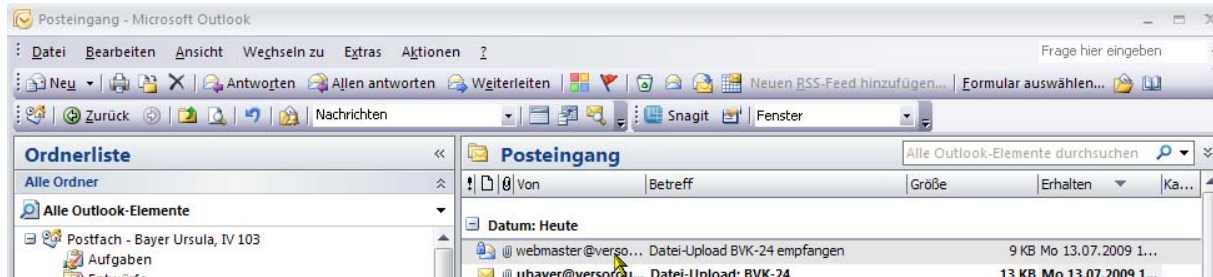 Posteingang - Microsoft Outlook
Datei Bearbeiten Ansicht Wechseln zu Extras Aktionen ? Frage hier eingeben
Neu Antworten Allen antworten Weiterleiten Neuen RSS-Feed hinzufügen... Formular auswählen...
Zurück Nachrichten Snagit Fenster
Ordnerliste « Posteingang Alle Outlook-Elemente durchsuchen
Alle Ordner Von Betreff Größe Erhalten Ka...
Alle Outlook-Elemente
Datum: Heute
Postfach - Bayer Ursula, IV 103 webmaster@verso... Datei-Upload BVK-24 empfangen 9 KB Mo 13.07.2009 1...
Aufgaben ubayer@versorgu... Datei-Upload: BVK-24 13 KB Mo 13.07.2009 1...
Entwürfe